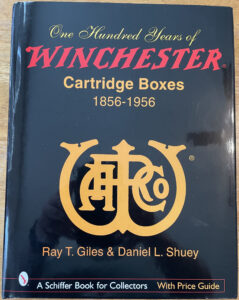 One Hundred Years of
WINCHESTER®
Cartridge Boxes
1856-1956
W
A R A Co
®
Ray T. Giles & Daniel L. Shuey
A Schiffer Book for Collectors With Price Guide